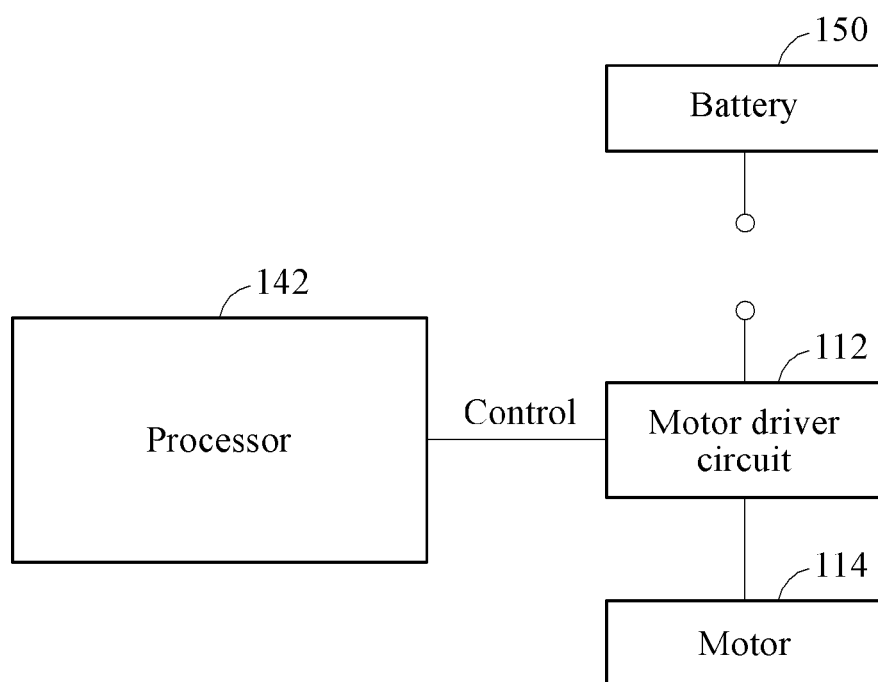 150
Battery
142
112
Processor
Control
Motor driver
circuit
114
Motor